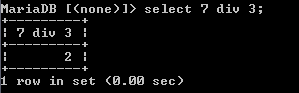 MariaDB [(none)]> select 7 div 3;
+---------+
| 7 div 3 |
+---------+
|       2 |
+---------+
1 row in set (0.00 sec)